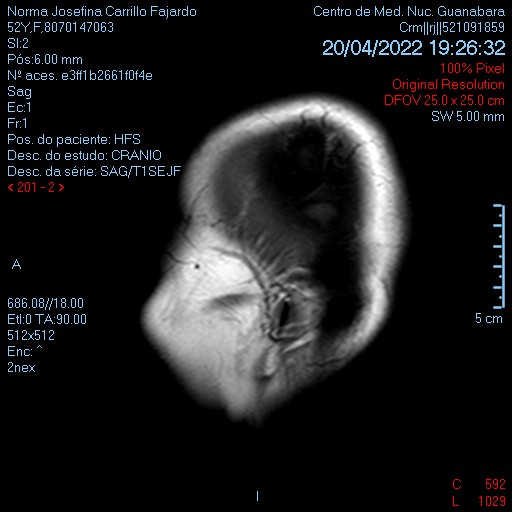 Norma Josefina Carrillo Fajardo
52Y,F,8070147063
Sl:2
Pós:6.00 mm
Nº aces. e3ff1b2661f0f4e
Sag
Ec:1
Fr:1
Pos. do paciente: HFS
Desc. do estudo: CRANIO
Desc. da série: SAG/T1SEJF
< 201 - 2 >
Centro de Med. Nuc. Guanabara
Crm||rj||521091859
20/04/2022 19:26:32
100% Pixel
Original Resolution
DFOV 25.0 x 25.0 cm
SW 5.00 mm
A
686.08//18.00
Etl:0 TA:90.00
512x512
Enc: ^
2nex
5 cm
I
C 592
L 1029